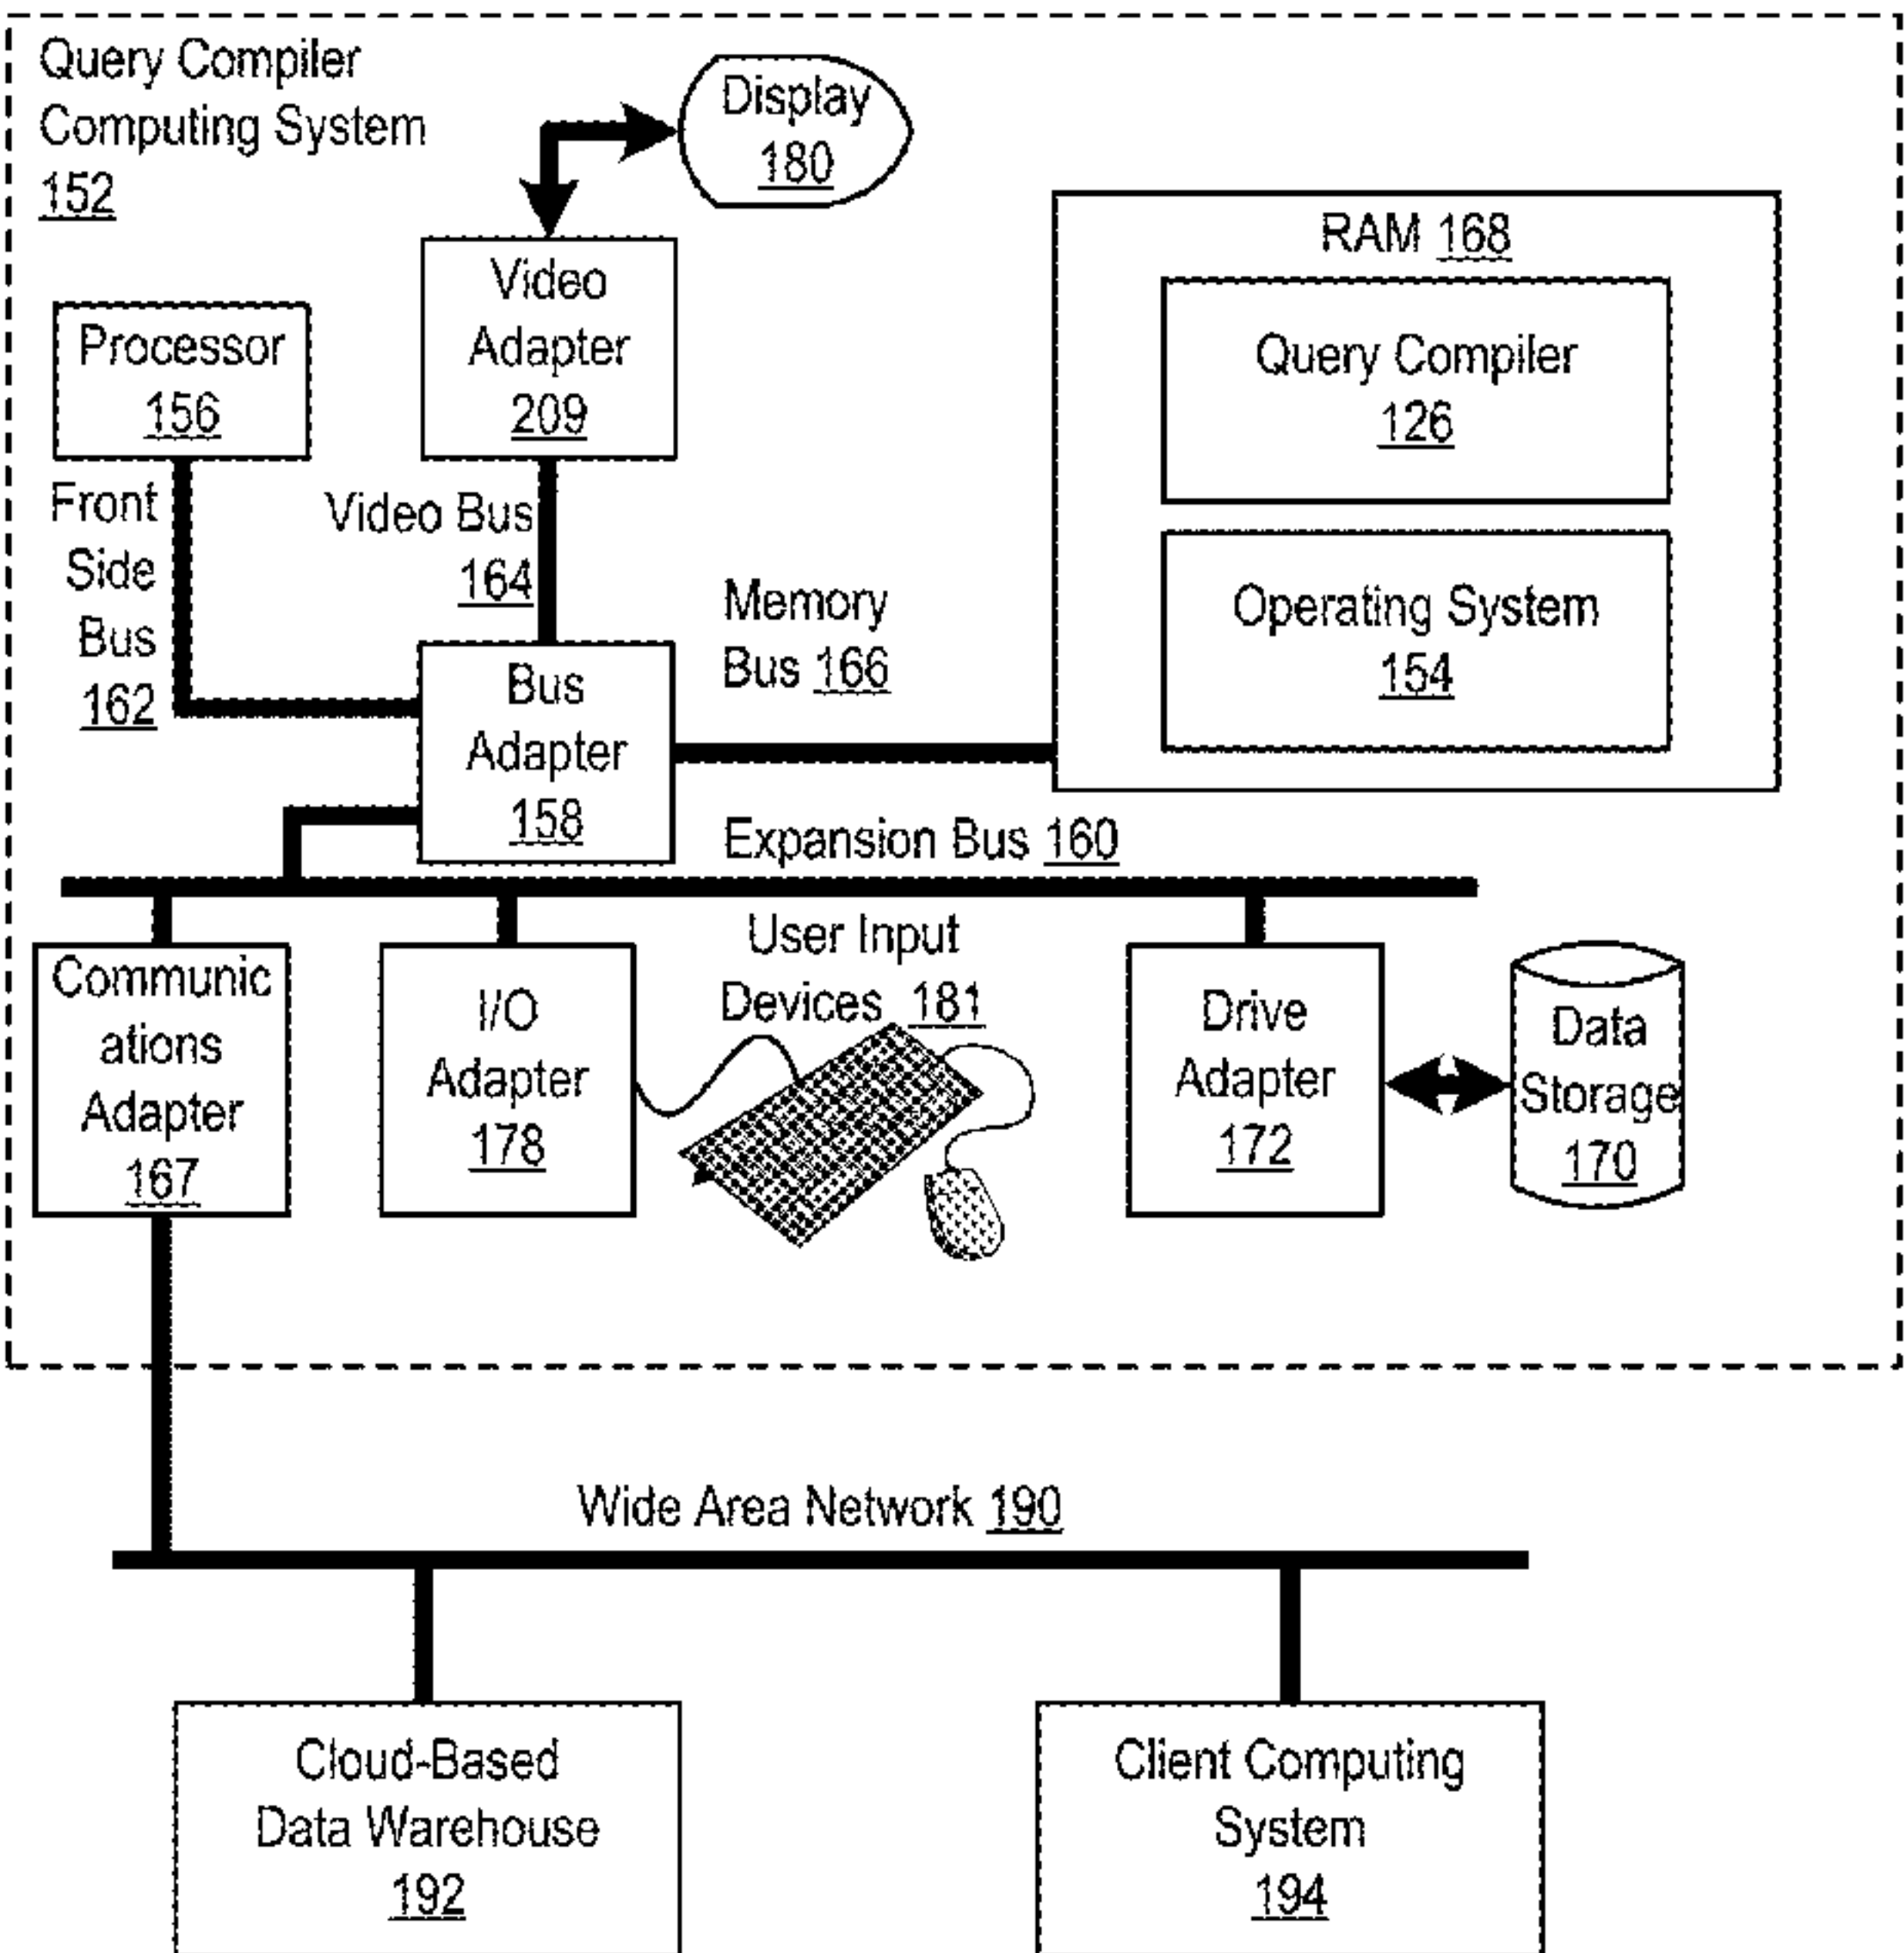 Query Compiler
Computing System
152
Display
180
Video
Adapter
209
Processor
156
RAM 168
Query Compiler
126
Operating System
154
Front
Side
Bus
162
Video Bus
164
Memory
Bus 166
Bus
Adapter
158
Expansion Bus 160
Communic
ations
Adapter
167
I/O
Adapter
178
User Input
Devices 181
Drive
Adapter
172
Data
Storage
170
Wide Area Network 190
Cloud-Based
Data Warehouse
192
Client Computing
System
194